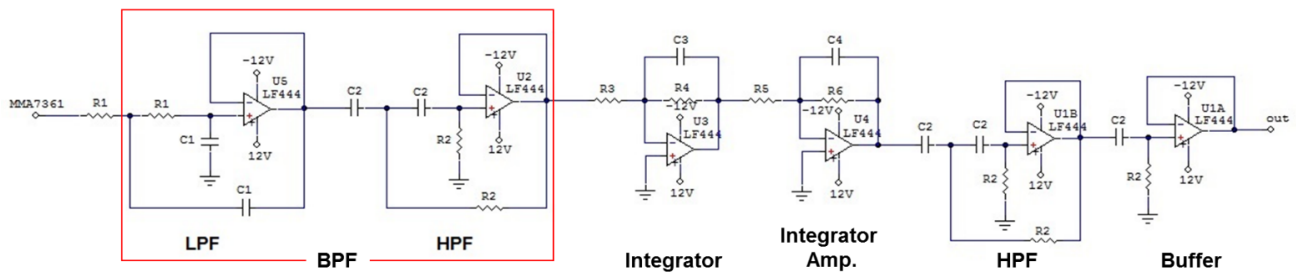 MMA7361
R1
R1
C1
C1
-12V
U5
LF444
12V
LPF
C2
C2
R2
-12V
U2
LF444
12V
R2
HPF
BPF
R3
C3
R4
-12V
U3
LF444
12V
Integrator
R5
C4
R6
-12V
U4
LF444
12V
Integrator
Amp.
C2
C2
R2
-12V
U1B
LF444
12V
R2
HPF
C2
R2
-12V
U1A
LF444
12V
out
Buffer